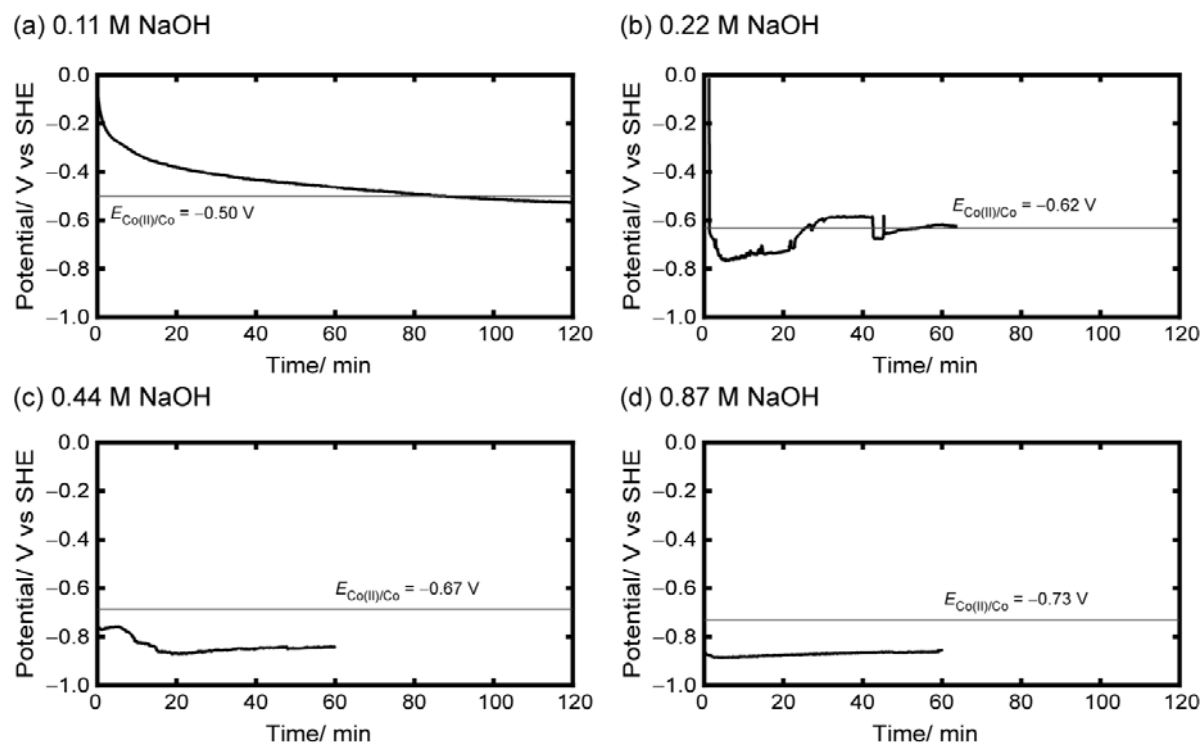 (a) 0.11 M NaOH
Potential/ V vs SHE
0.0
−0.2
−0.4
−0.6
−0.8
−1.0
E_Co(II)/Co = −0.50 V
0 20 40 60 80 100 120
Time/ min
(b) 0.22 M NaOH
Potential/ V vs SHE
0.0
−0.2
−0.4
−0.6
−0.8
−1.0
E_Co(II)/Co = −0.62 V
0 20 40 60 80 100 120
Time/ min
(c) 0.44 M NaOH
Potential/ V vs SHE
0.0
−0.2
−0.4
−0.6
−0.8
−1.0
E_Co(II)/Co = −0.67 V
0 20 40 60 80 100 120
Time/ min
(d) 0.87 M NaOH
Potential/ V vs SHE
0.0
−0.2
−0.4
−0.6
−0.8
−1.0
E_Co(II)/Co = −0.73 V
0 20 40 60 80 100 120
Time/ min